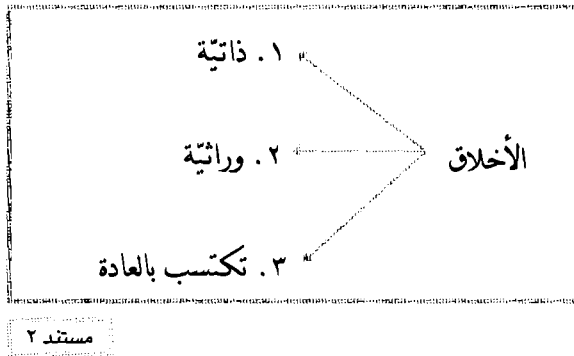 ١. ذاتيّة
الأخلاق
٢. وراثيّة
٣. تكتسب بالعادة
مستند ٢